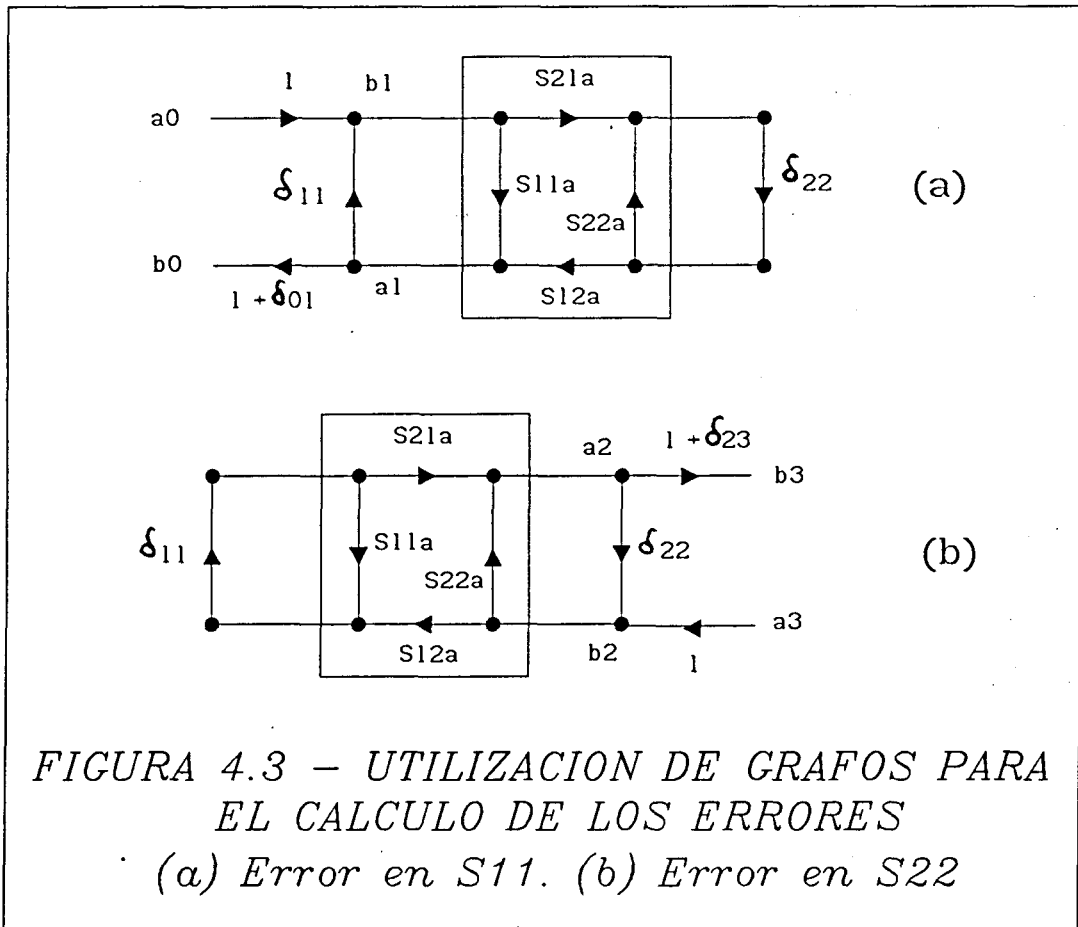 1
b1
S21a
a0
δ11
S11a
S22a
δ22
(a)
b0
1 + δ01
a1
S12a
S21a
a2
1 + δ23
b3
δ11
S11a
S22a
δ22
(b)
S12a
b2
1
a3
FIGURA 4.3 – UTILIZACION DE GRAFOS PARA
EL CALCULO DE LOS ERRORES
(a) Error en S11. (b) Error en S22